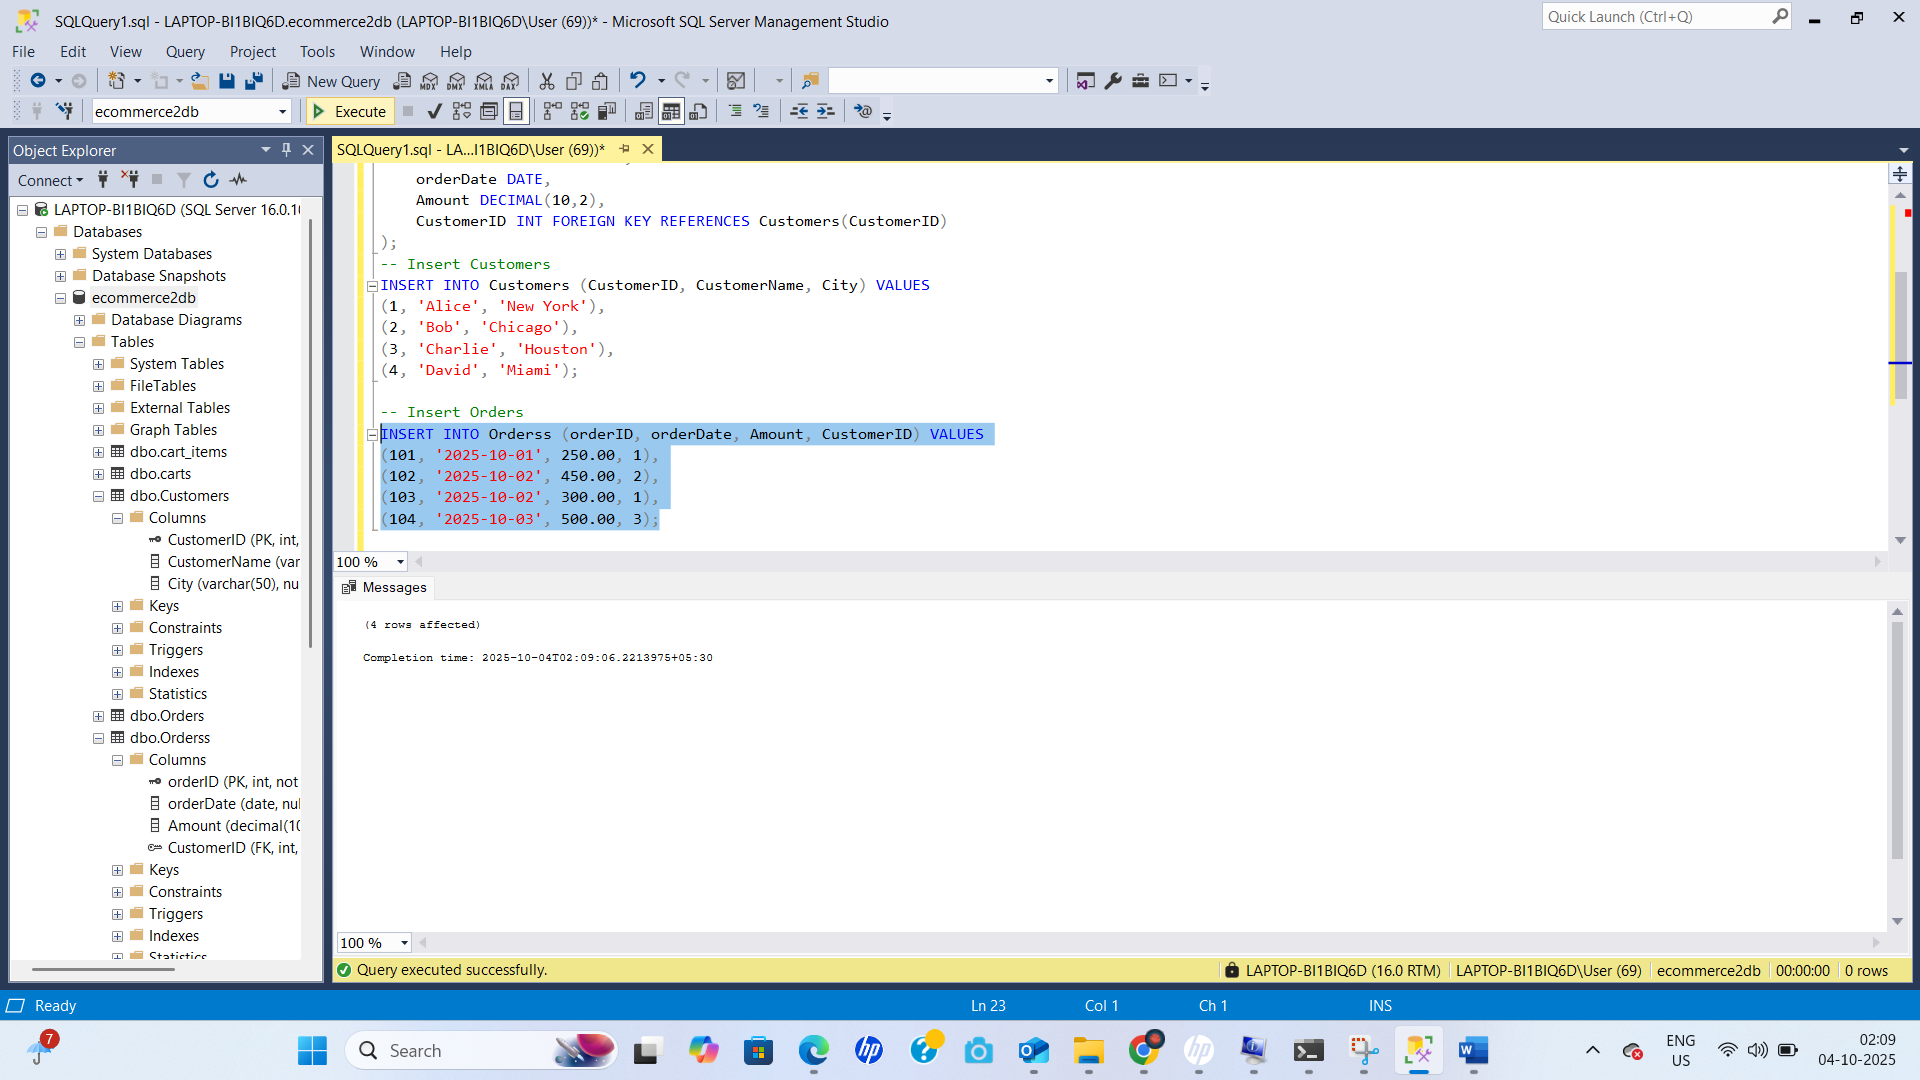 SQLQuery1.sql - LAPTOP-BI1BIQ6D.ecommerce2db (LAPTOP-BI1BIQ6D\User (69))* - Microsoft SQL Server Management Studio
Quick Launch (Ctrl+Q)
File Edit View Query Project Tools Window Help
New Query MDX DMX XMLA DAX
ecommerce2db Execute
Object Explorer
SQLQuery1.sql - LA...I1BIQ6D\User (69))*
Connect
LAPTOP-BI1BIQ6D (SQL Server 16.0.10
Databases
System Databases
Database Snapshots
ecommerce2db
Database Diagrams
Tables
System Tables
FileTables
External Tables
Graph Tables
dbo.cart_items
dbo.carts
dbo.Customers
Columns
CustomerID (PK, int,
CustomerName (var
City (varchar(50), nu
Keys
Constraints
Triggers
Indexes
Statistics
dbo.Orders
dbo.Orderss
Columns
orderID (PK, int, not
orderDate (date, nul
Amount (decimal(10
CustomerID (FK, int,
Keys
Constraints
Triggers
Indexes
Statistics
orderDate DATE,
Amount DECIMAL(10,2),
CustomerID INT FOREIGN KEY REFERENCES Customers(CustomerID)
);
-- Insert Customers
INSERT INTO Customers (CustomerID, CustomerName, City) VALUES
(1, 'Alice', 'New York'),
(2, 'Bob', 'Chicago'),
(3, 'Charlie', 'Houston'),
(4, 'David', 'Miami');
-- Insert Orders
INSERT INTO Orderss (orderID, orderDate, Amount, CustomerID) VALUES
(101, '2025-10-01', 250.00, 1),
(102, '2025-10-02', 450.00, 2),
(103, '2025-10-02', 300.00, 1),
(104, '2025-10-03', 500.00, 3);
100 %
Messages
(4 rows affected)
Completion time: 2025-10-04T02:09:06.2213975+05:30
100 %
Query executed successfully.
LAPTOP-BI1BIQ6D (16.0 RTM) LAPTOP-BI1BIQ6D\User (69) ecommerce2db 00:00:00 0 rows
Ready Ln 23 Col 1 Ch 1 INS
7
Search
ENG
US
02:09
04-10-2025